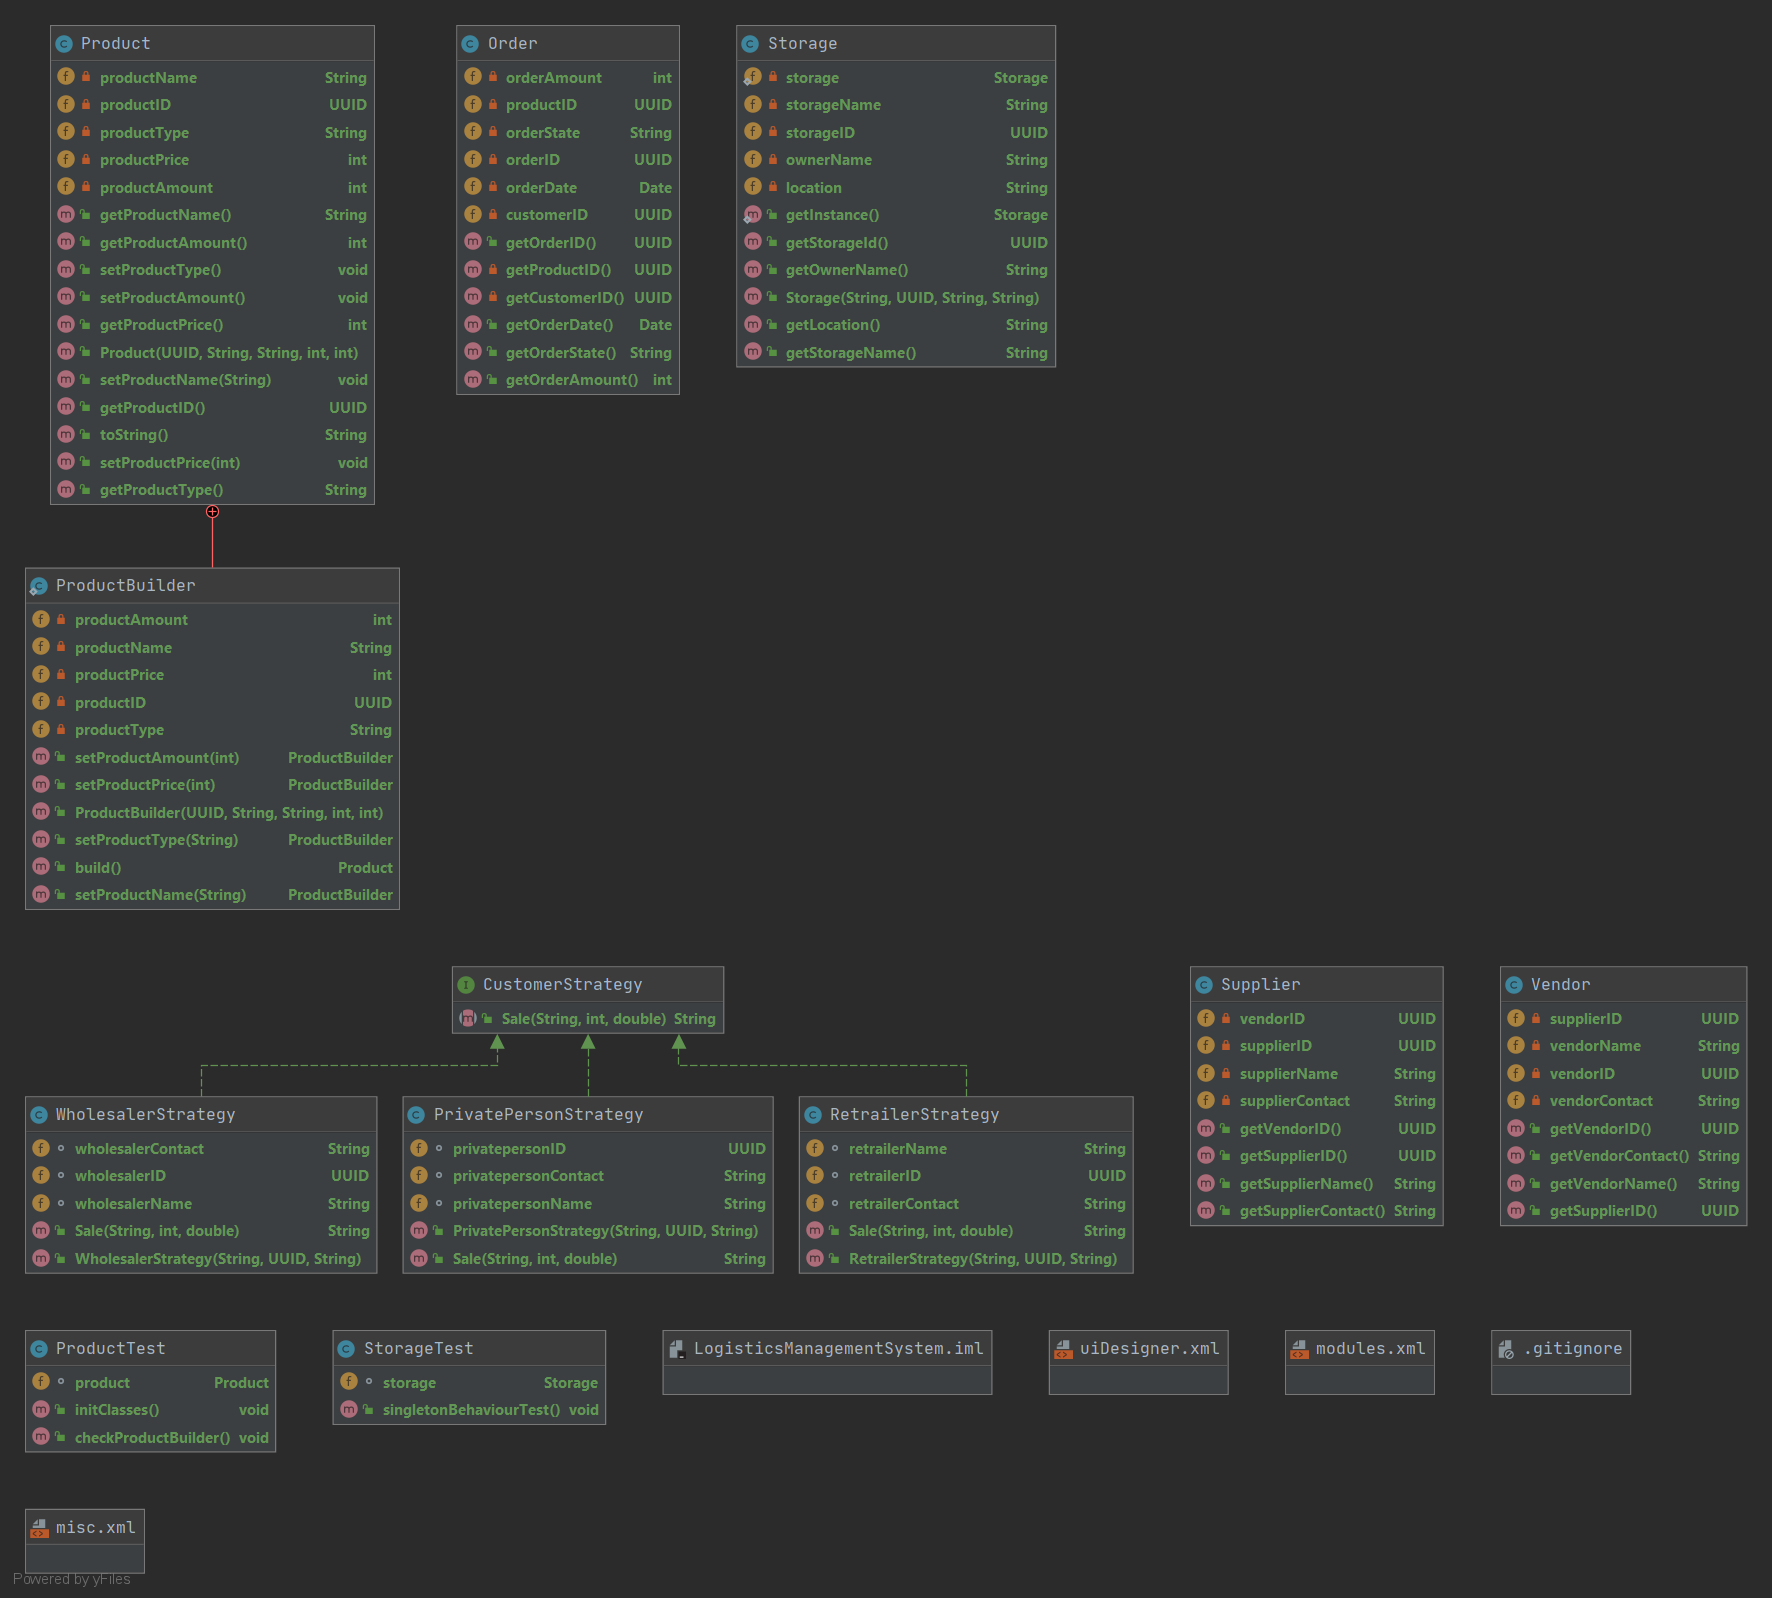 Product
productName String
productID UUID
productType String
productPrice int
productAmount int
getProductName() String
getProductAmount() int
setProductType() void
setProductAmount() void
getProductPrice() int
Product(UUID, String, String, int, int)
setProductName(String) void
getProductID() UUID
toString() String
setProductPrice(int) void
getProductType() String
Order
orderAmount int
productID UUID
orderState String
orderID UUID
orderDate Date
customerID UUID
getOrderID() UUID
getProductID() UUID
getCustomerID() UUID
getOrderDate() Date
getOrderState() String
getOrderAmount() int
Storage
storage Storage
storageName String
storageID UUID
ownerName String
location String
getInstance() Storage
getStorageId() UUID
getOwnerName() String
Storage(String, UUID, String, String)
getLocation() String
getStorageName() String
ProductBuilder
productAmount int
productName String
productPrice int
productID UUID
productType String
setProductAmount(int) ProductBuilder
setProductPrice(int) ProductBuilder
ProductBuilder(UUID, String, String, int, int)
setProductType(String) ProductBuilder
build() Product
setProductName(String) ProductBuilder
CustomerStrategy
Sale(String, int, double) String
WholesalerStrategy
wholesalerContact String
wholesalerID UUID
wholesalerName String
Sale(String, int, double) String
WholesalerStrategy(String, UUID, String)
PrivatePersonStrategy
privatepersonID UUID
privatepersonContact String
privatepersonName String
PrivatePersonStrategy(String, UUID, String)
Sale(String, int, double) String
RetrailerStrategy
retrailerName String
retrailerID UUID
retrailerContact String
Sale(String, int, double) String
RetrailerStrategy(String, UUID, String)
Supplier
vendorID UUID
supplierID UUID
supplierName String
supplierContact String
getVendorID() UUID
getSupplierID() UUID
getSupplierName() String
getSupplierContact() String
Vendor
supplierID UUID
vendorName String
vendorID UUID
vendorContact String
getVendorID() UUID
getVendorContact() String
getVendorName() String
getSupplierID() UUID
ProductTest
product Product
initClasses() void
checkProductBuilder() void
StorageTest
storage Storage
singletonBehaviourTest() void
LogisticsManagementSystem.iml
uiDesigner.xml
modules.xml
.gitignore
misc.xml
Powered by yFiles